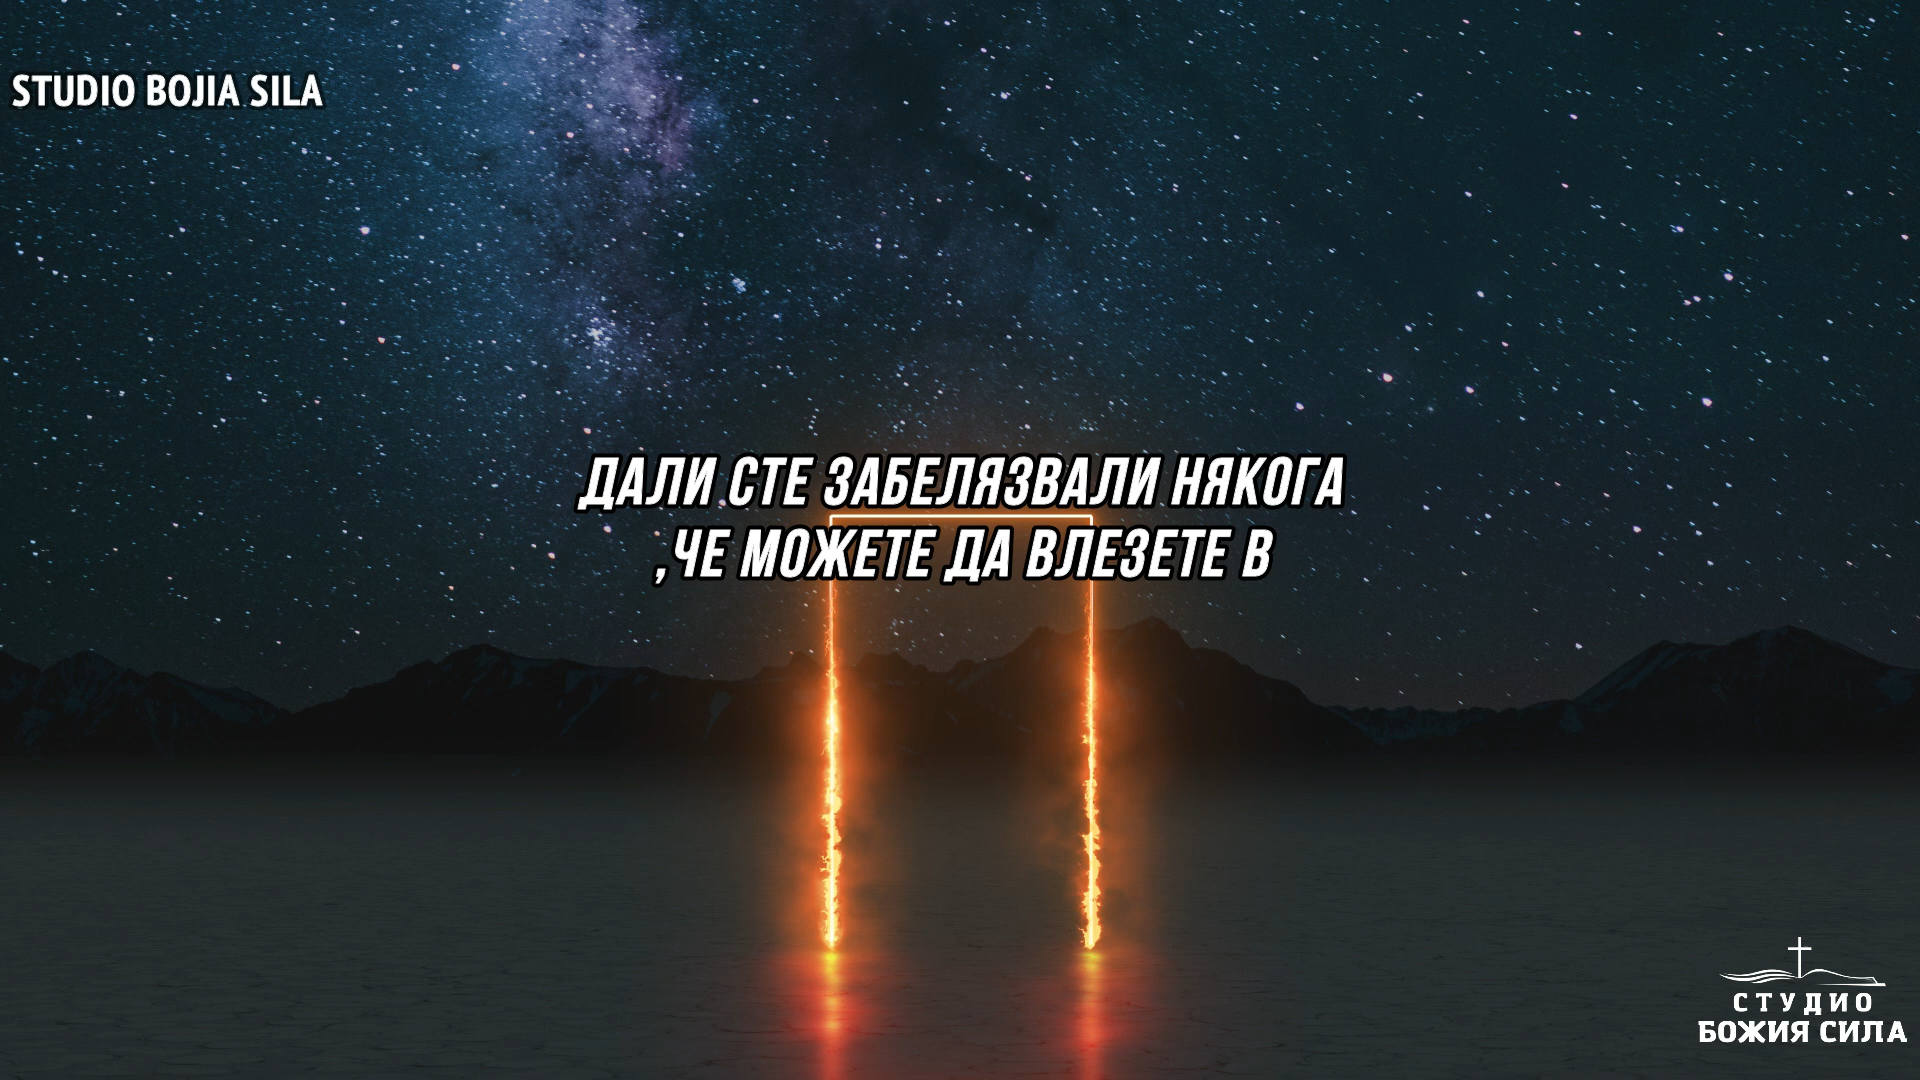 STUDIO BOJIA SILA
ДАЛИ СТЕ ЗАБЕЛЯЗВАЛИ НЯКОГА
,ЧЕ МОЖЕТЕ ДА ВЛЕЗЕТЕ В
СТУДИО
БОЖИЯ СИЛА